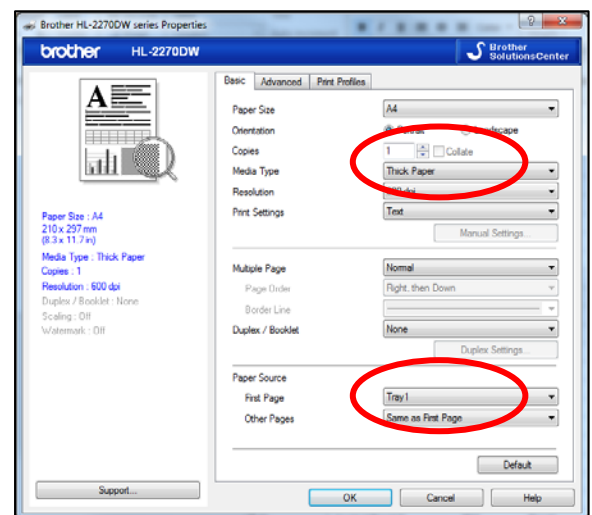 Brother HL-2270DW series Properties
brother HL-2270DW
Brother SolutionsCenter
Basic Advanced Print Profiles
Paper Size A4
Orientation
Copies 1 Collate
Media Type Thick Paper
Resolution 600 dpi
Print Settings Text
Manual Settings...
Multiple Page Normal
Page Order Right, then Down
Border Line
Duplex / Booklet None
Duplex Settings...
Paper Source
First Page Tray1
Other Pages Same as First Page
Default
A
Paper Size : A4
210 x 297 mm
(8.3 x 11.7 in)
Media Type : Thick Paper
Copies : 1
Resolution : 600 dpi
Duplex / Booklet : None
Scaling : Off
Watermark : Off
Support...
OK Cancel Help